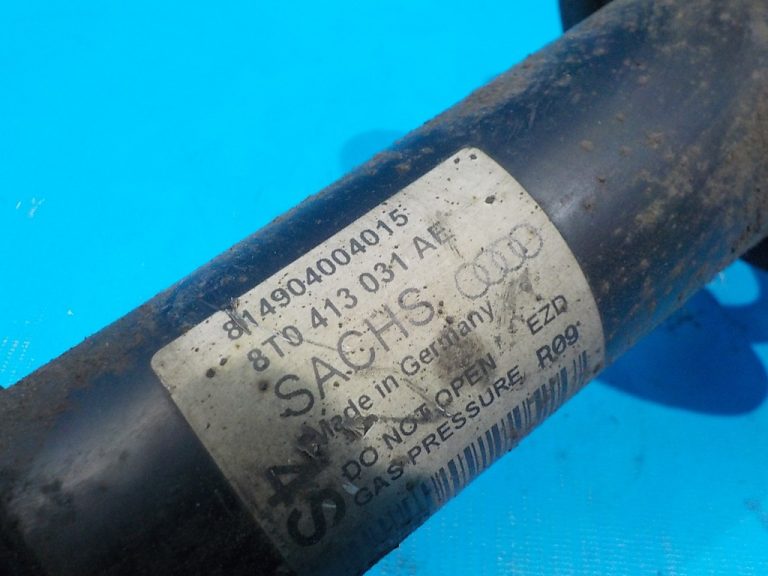 814904004015
8T0 413 031 AE
SACHS
Made in Germany
DO NOT OPEN EZD
GAS PRESSURE R09
S4